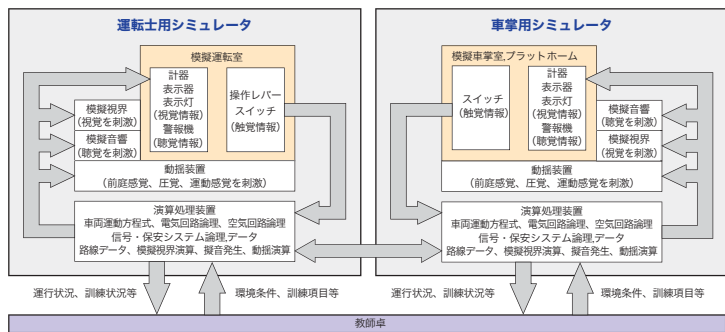 運転士用シミュレータ
模擬運転室
計器
表示器
表示灯
(視覚情報)
警報機
(聴覚情報)
操作レバー
スイッチ
(触覚情報)
模擬視界
(視覚を刺激)
模擬音響
(聴覚を刺激)
動揺装置
(前庭感覚、圧覚、運動感覚を刺激)
演算処理装置
車両運動方程式、電気回路論理、空気回路論理
信号・保安システム論理、データ
路線データ、模擬視界演算、擬音発生、動揺演算
車掌用シミュレータ
模擬車掌室、プラットホーム
スイッチ
(触覚情報)
計器
表示器
表示灯
(視覚情報)
警報機
(聴覚情報)
模擬音響
(聴覚を刺激)
模擬視界
(視覚を刺激)
動揺装置
(前庭感覚、圧覚、運動感覚を刺激)
演算処理装置
車両運動方程式、電気回路論理、空気回路論理
信号・保安システム論理、データ
路線データ、模擬視界演算、擬音発生、動揺演算
運行状況、訓練状況等
環境条件、訓練項目等
運行状況、訓練状況等
環境条件、訓練項目等
教師卓